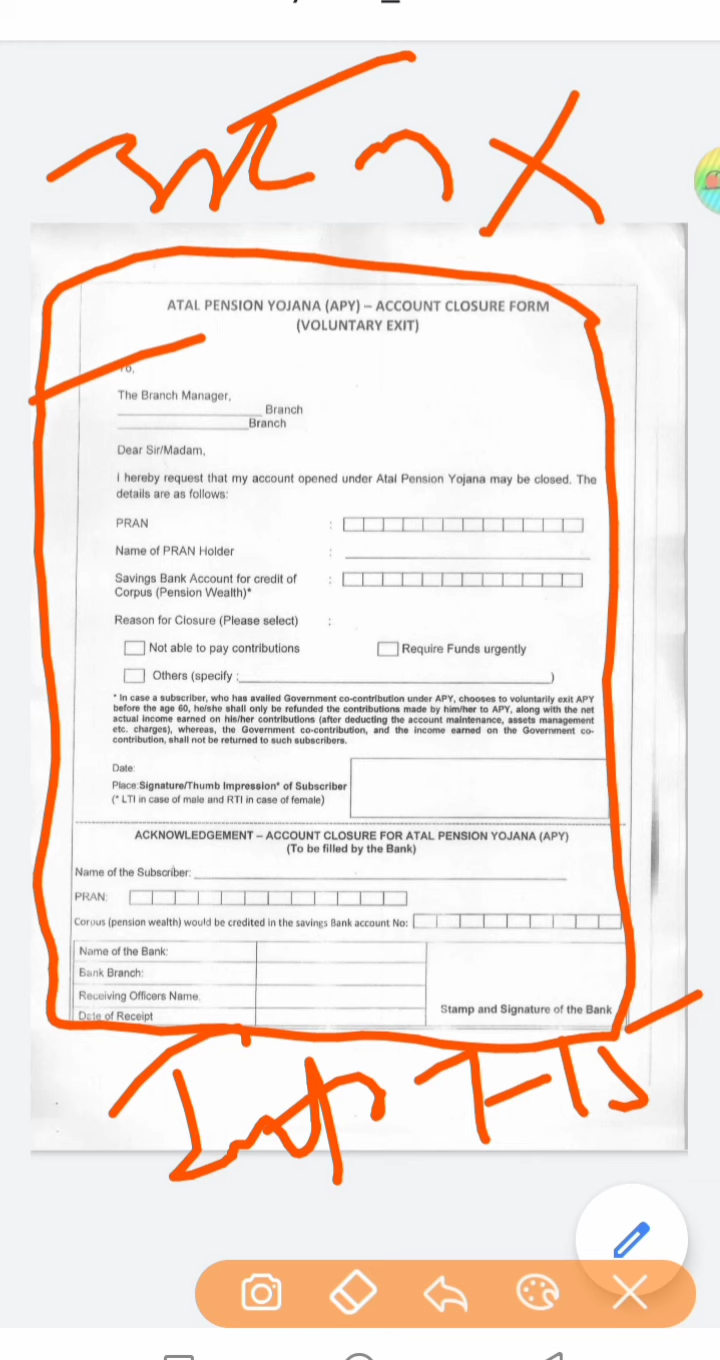 ATAL PENSION YOJANA (APY) – ACCOUNT CLOSURE FORM
(VOLUNTARY EXIT)
To,
The Branch Manager,
____________________ Branch
____________________Branch
Dear Sir/Madam,
I hereby request that my account opened under Atal Pension Yojana may be closed. The
details are as follows:
PRAN :
Name of PRAN Holder :
Savings Bank Account for credit of :
Corpus (Pension Wealth)*
Reason for Closure (Please select) :
Not able to pay contributions Require Funds urgently
Others (specify :____________________)
* In case a subscriber, who has availed Government co-contribution under APY, chooses to voluntarily exit APY
before the age 60, he/she shall only be refunded the contributions made by him/her to APY, along with the net
actual income earned on his/her contributions (after deducting the account maintenance, assets management
etc. charges), whereas, the Government co-contribution, and the income earned on the Government co-
contribution, shall not be returned to such subscribers.
Date:
Place:Signature/Thumb Impression* of Subscriber
(* LTI in case of male and RTI in case of female)
ACKNOWLEDGEMENT – ACCOUNT CLOSURE FOR ATAL PENSION YOJANA (APY)
(To be filled by the Bank)
Name of the Subscriber:
PRAN:
Corpus (pension wealth) would be credited in the savings Bank account No:
Name of the Bank:
Bank Branch:
Receiving Officers Name
Date of Receipt
Stamp and Signature of the Bank